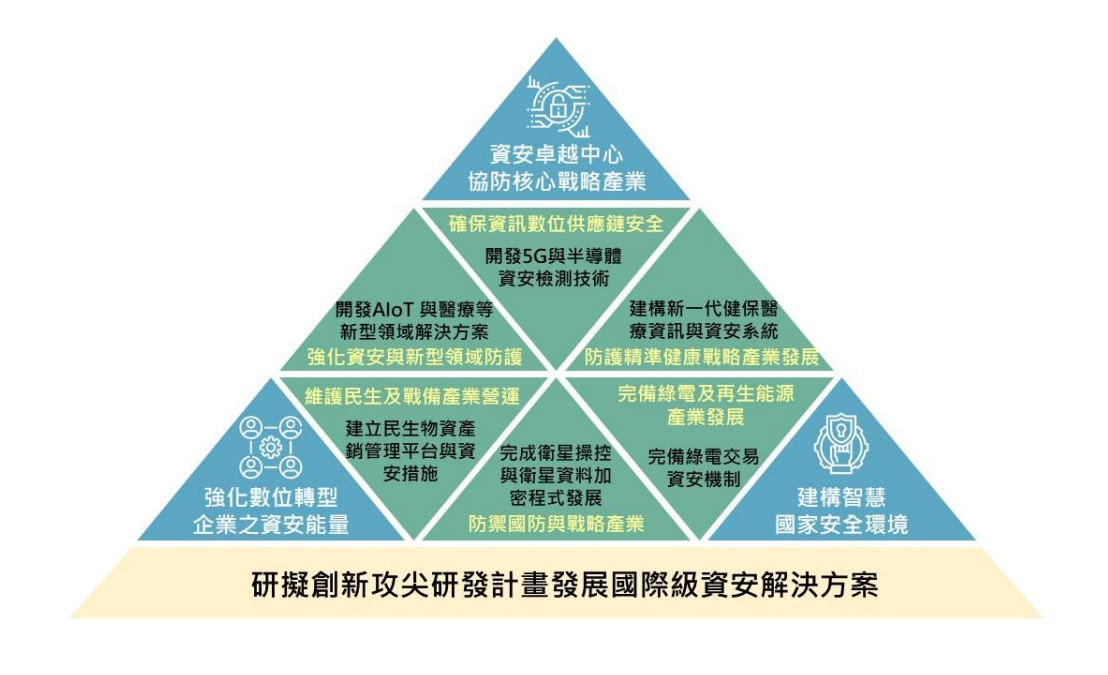 資安卓越中心
協防核心戰略產業
確保資訊數位供應鏈安全
開發5G與半導體
資安檢測技術
開發AIoT 與醫療等
新型領域解決方案
強化資安與新型領域防護
建構新一代健保醫
療資訊與資安系統
防護精準健康戰略產業發展
強化數位轉型
企業之資安能量
維護民生及戰備產業營運
建立民生物資產
銷管理平台與資
安措施
完成衛星操控
與衛星資料加
密程式發展
防禦國防與戰略產業
完備綠電及再生能源
產業發展
完備綠電交易
資安機制
建構智慧
國家安全環境
研擬創新攻尖研發計畫發展國際級資安解決方案